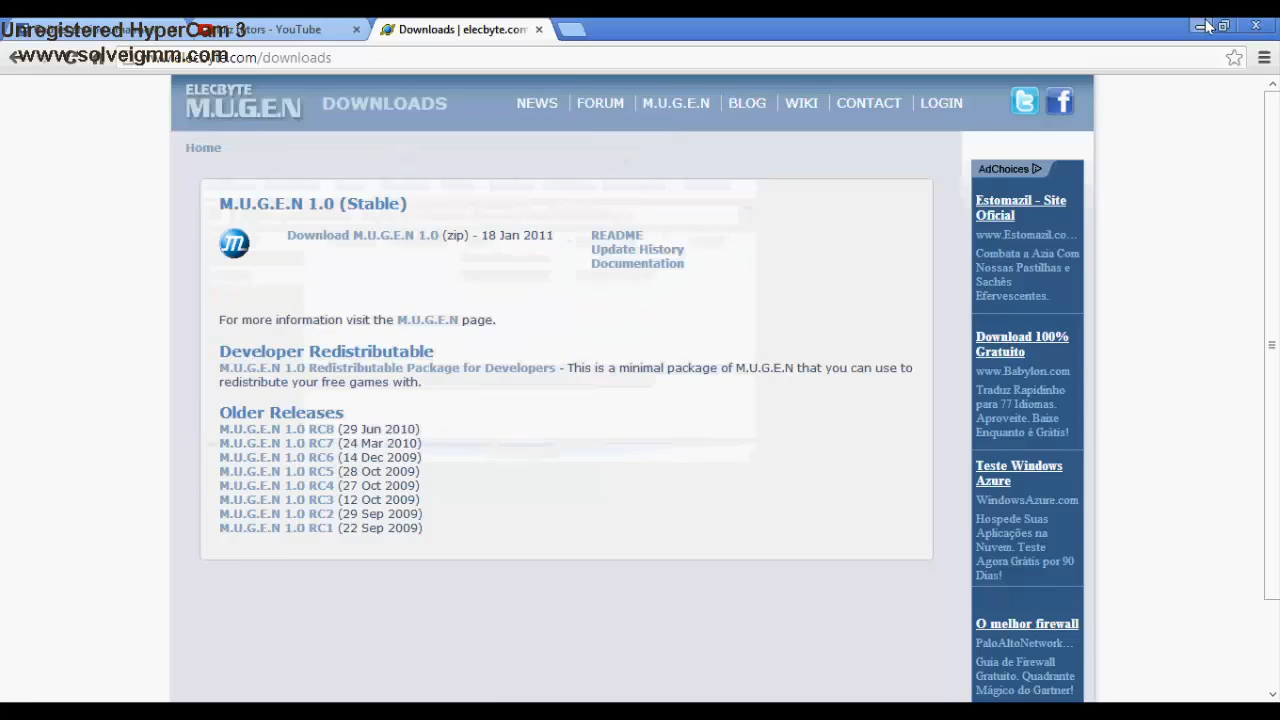 Unregistered HyperCam 3
www.solveigmm.com
YouTube
Downloads | elecbyte.com
/downloads
ELECBYTE
M.U.G.E.N
DOWNLOADS
NEWS
FORUM
M.U.G.E.N
BLOG
WIKI
CONTACT
LOGIN
Home
M.U.G.E.N 1.0 (Stable)
Download M.U.G.E.N 1.0 (zip) - 18 Jan 2011
README
Update History
Documentation
For more information visit the M.U.G.E.N page.
Developer Redistributable
M.U.G.E.N 1.0 Redistributable Package for Developers - This is a minimal package of M.U.G.E.N that you can use to
redistribute your free games with.
Older Releases
M.U.G.E.N 1.0 RC8 (29 Jun 2010)
M.U.G.E.N 1.0 RC7 (24 Mar 2010)
M.U.G.E.N 1.0 RC6 (14 Dec 2009)
M.U.G.E.N 1.0 RC5 (28 Oct 2009)
M.U.G.E.N 1.0 RC4 (27 Oct 2009)
M.U.G.E.N 1.0 RC3 (12 Oct 2009)
M.U.G.E.N 1.0 RC2 (29 Sep 2009)
M.U.G.E.N 1.0 RC1 (22 Sep 2009)
AdChoices
Estomazil - Site
Oficial
www.Estomazil.co...
Combata a Azia Com
Nossas Pastilhas e
Sachês
Efervescentes.
Download 100%
Gratuito
www.Babylon.com
Traduz Rapidinho
para 77 Idiomas.
Aproveite. Baixe
Enquanto é Grátis!
Teste Windows
Azure
WindowsAzure.com
Hospede Suas
Aplicações na
Nuvem. Teste
Agora Grátis por 90
Dias!
O melhor firewall
PaloAltoNetwork...
Guia de Firewall
Gratuito. Quadrante
Mágico do Gartner!